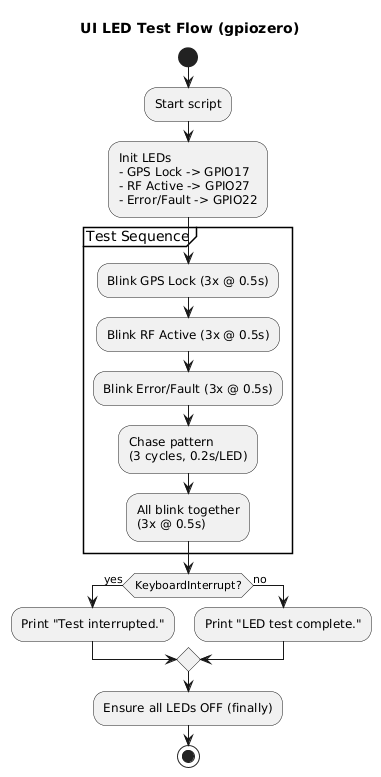 UI LED Test Flow (gpiozero)
Start script
Init LEDs
- GPS Lock -> GPIO17
- RF Active -> GPIO27
- Error/Fault -> GPIO22
Test Sequence
Blink GPS Lock (3x @ 0.5s)
Blink RF Active (3x @ 0.5s)
Blink Error/Fault (3x @ 0.5s)
Chase pattern
(3 cycles, 0.2s/LED)
All blink together
(3x @ 0.5s)
yes
KeyboardInterrupt?
no
Print "Test interrupted."
Print "LED test complete."
Ensure all LEDs OFF (finally)